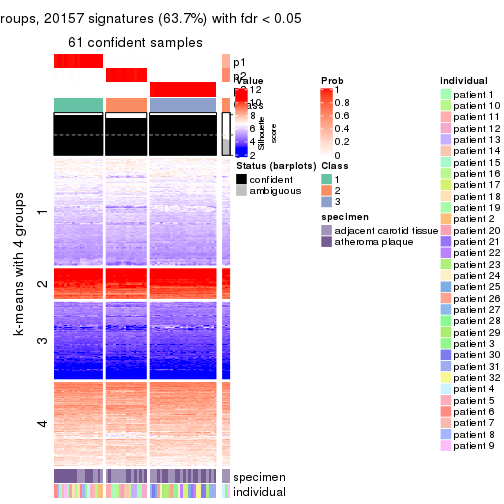 roups, 20157 signatures (63.7%) with fdr < 0.05
61 confident samples
p1
p2
k-means with 4 groups
1
2
3
4
specimen
individual
Value
12
10
8
6
4
2
Silhouette
score
Status (barplots)
confident
ambiguous
Prob
1
0.8
0.6
0.4
0.2
0
Class
1
2
3
specimen
adjacent carotid tissue
atheroma plaque
individual
patient 1
patient 10
patient 11
patient 12
patient 13
patient 14
patient 15
patient 16
patient 17
patient 18
patient 19
patient 2
patient 20
patient 21
patient 22
patient 23
patient 24
patient 25
patient 26
patient 27
patient 28
patient 29
patient 3
patient 30
patient 31
patient 32
patient 4
patient 5
patient 6
patient 7
patient 8
patient 9